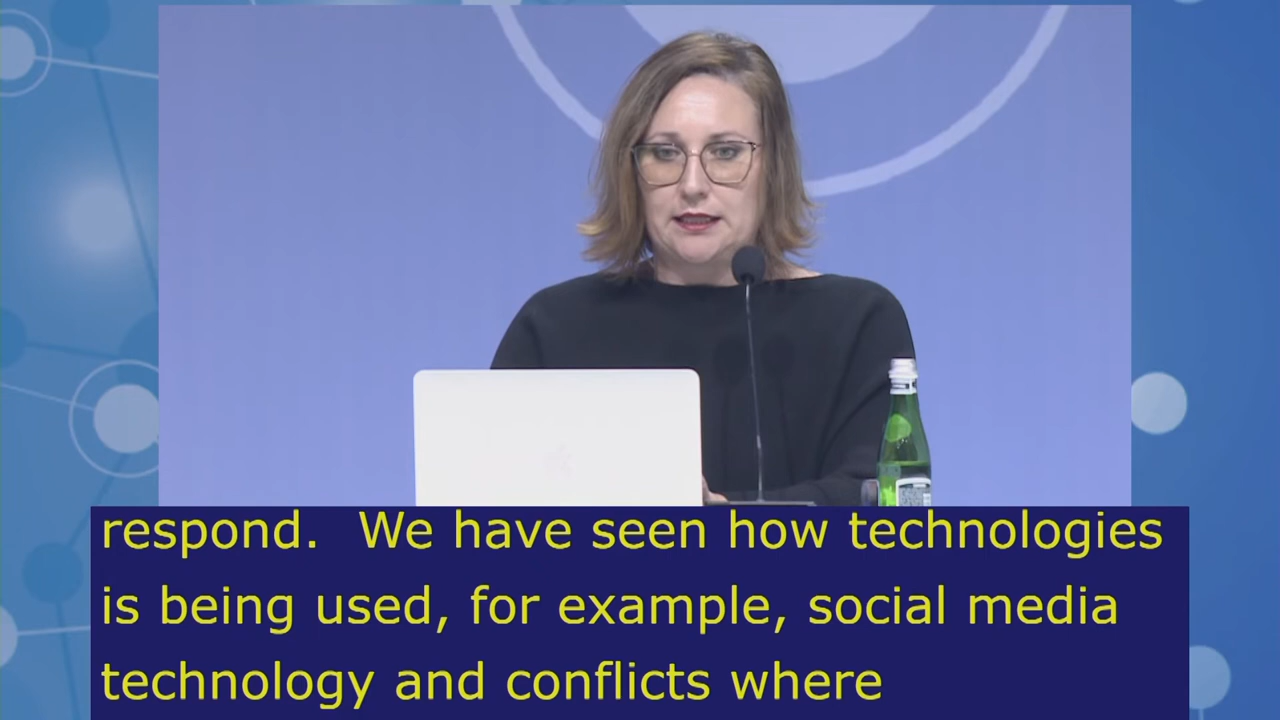 respond.  We have seen how technologies
is being used, for example, social media
technology and conflicts where